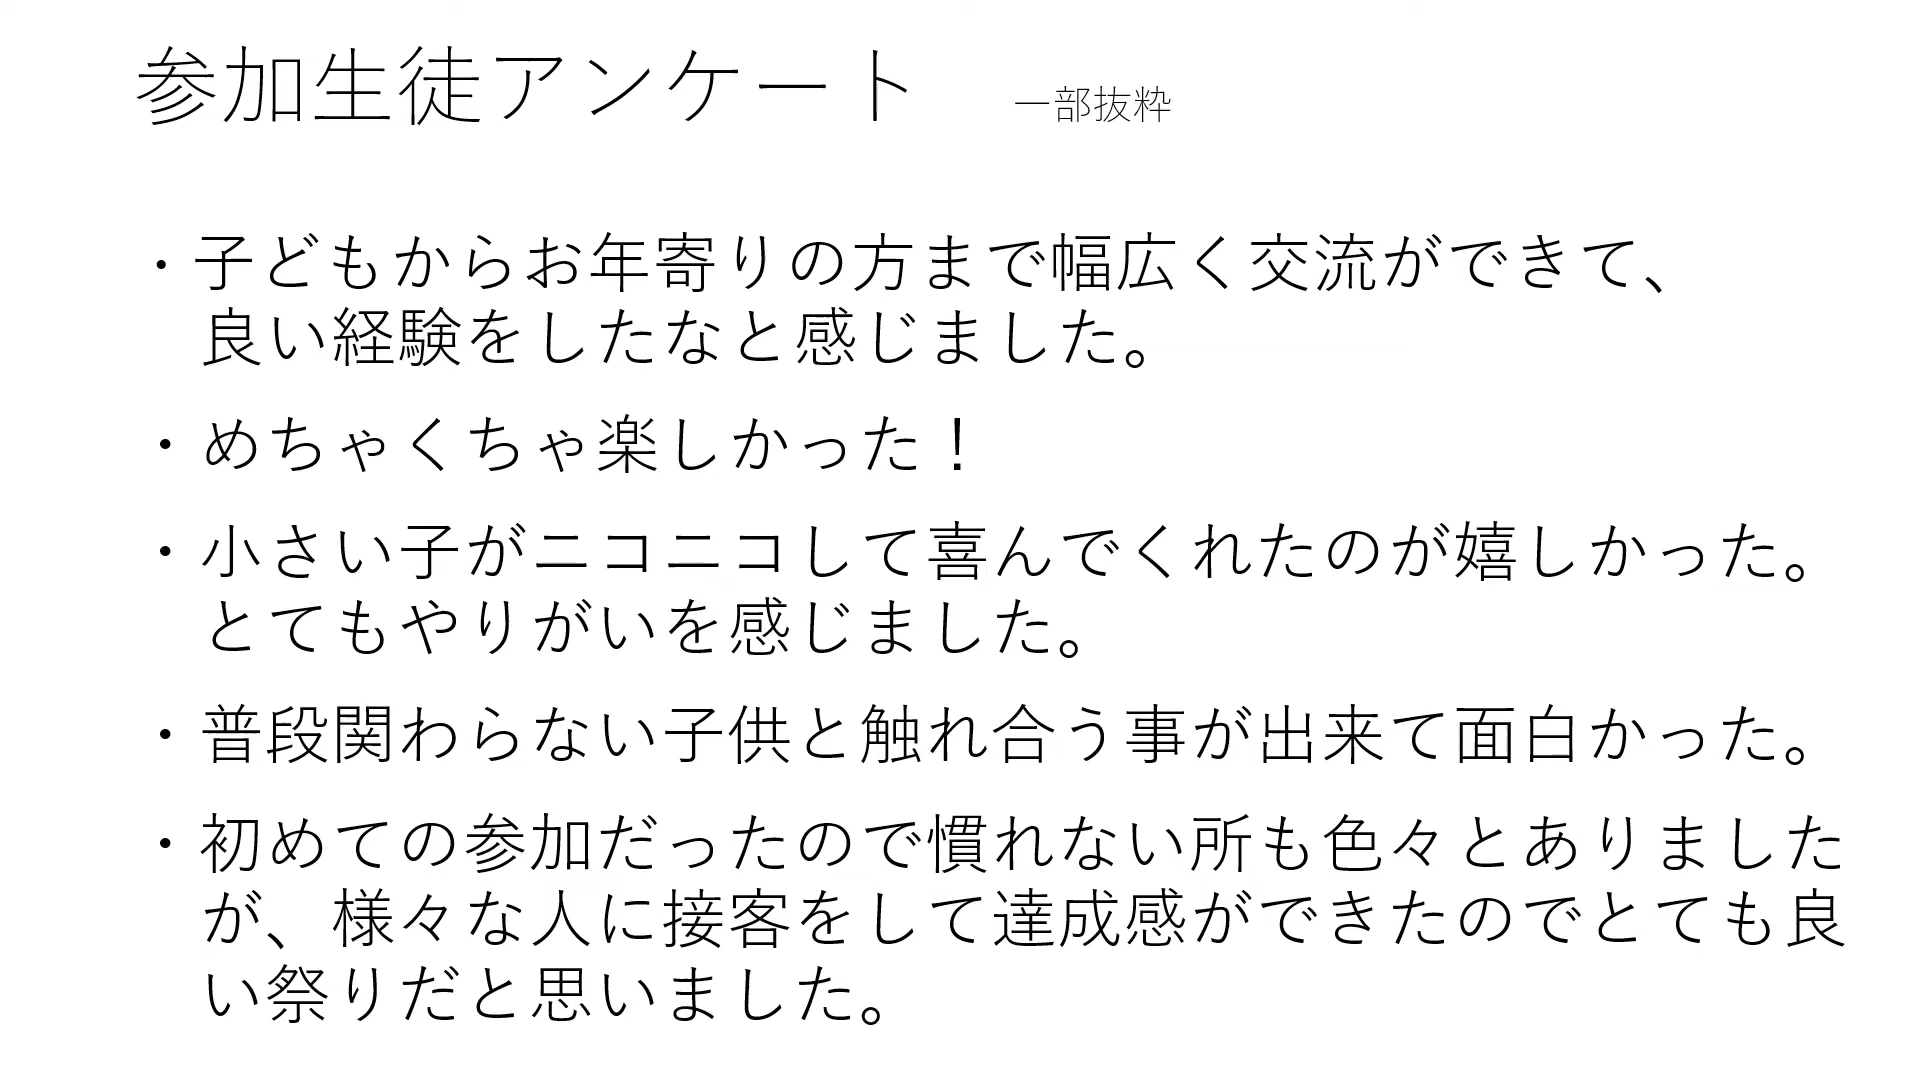 参加生徒アンケート　一部抜粋
・子どもからお年寄りの方まで幅広く交流ができて、
良い経験をしたなと感じました。
・めちゃくちゃ楽しかった！
・小さい子がニコニコして喜んでくれたのが嬉しかった。
とてもやりがいを感じました。
・普段関わらない子供と触れ合う事が出来て面白かった。
・初めての参加だったので慣れない所も色々とありました
が、様々な人に接客をして達成感ができたのでとても良
い祭りだと思いました。